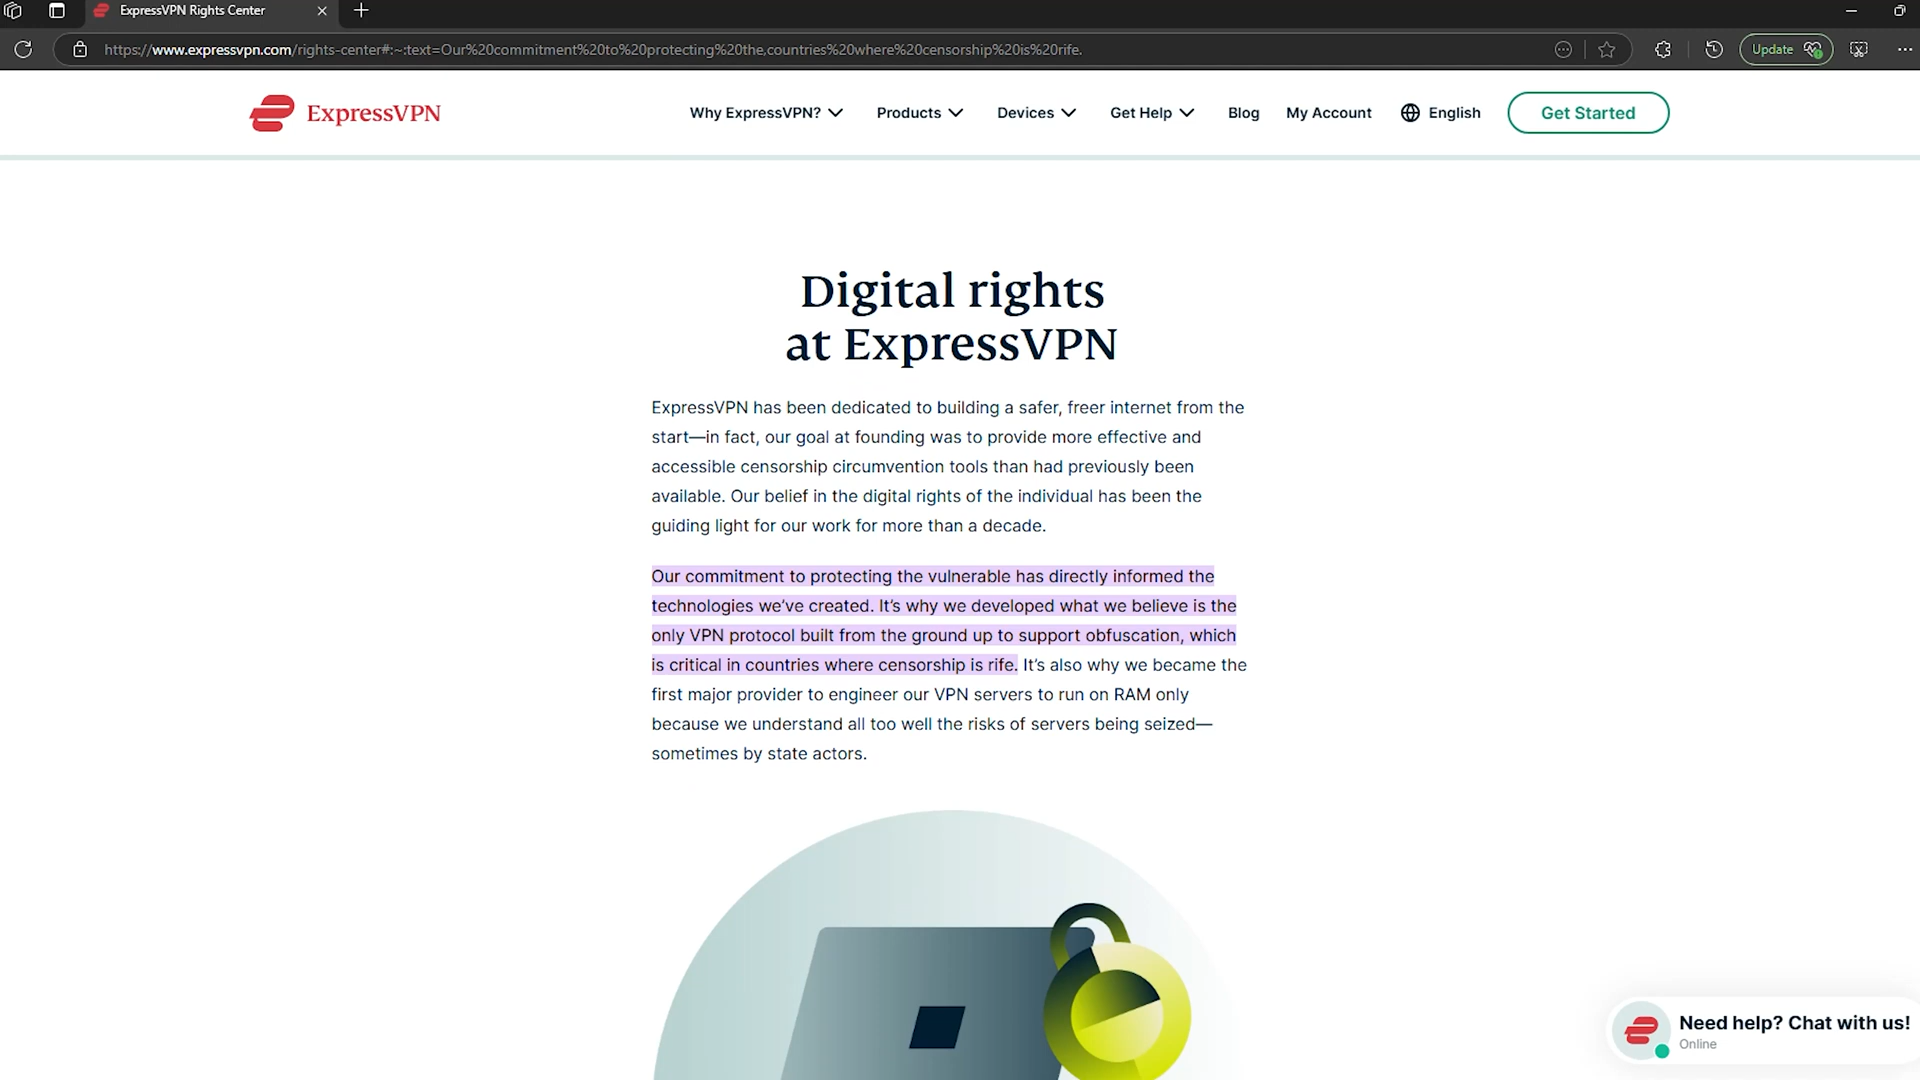 ExpressVPN Rights Center
https://www.expressvpn.com/rights-center#:~:text=Our%20commitment%20to%20protecting%20the,countries%20where%20censorship%20is%20rife.
Update
ExpressVPN
Why ExpressVPN?
Products
Devices
Get Help
Blog
My Account
English
Get Started
Digital rights
at ExpressVPN
ExpressVPN has been dedicated to building a safer, freer internet from the
start—in fact, our goal at founding was to provide more effective and
accessible censorship circumvention tools than had previously been
available. Our belief in the digital rights of the individual has been the
guiding light for our work for more than a decade.
Our commitment to protecting the vulnerable has directly informed the
technologies we’ve created. It’s why we developed what we believe is the
only VPN protocol built from the ground up to support obfuscation, which
is critical in countries where censorship is rife. It’s also why we became the
first major provider to engineer our VPN servers to run on RAM only
because we understand all too well the risks of servers being seized—
sometimes by state actors.
Need help? Chat with us!
Online